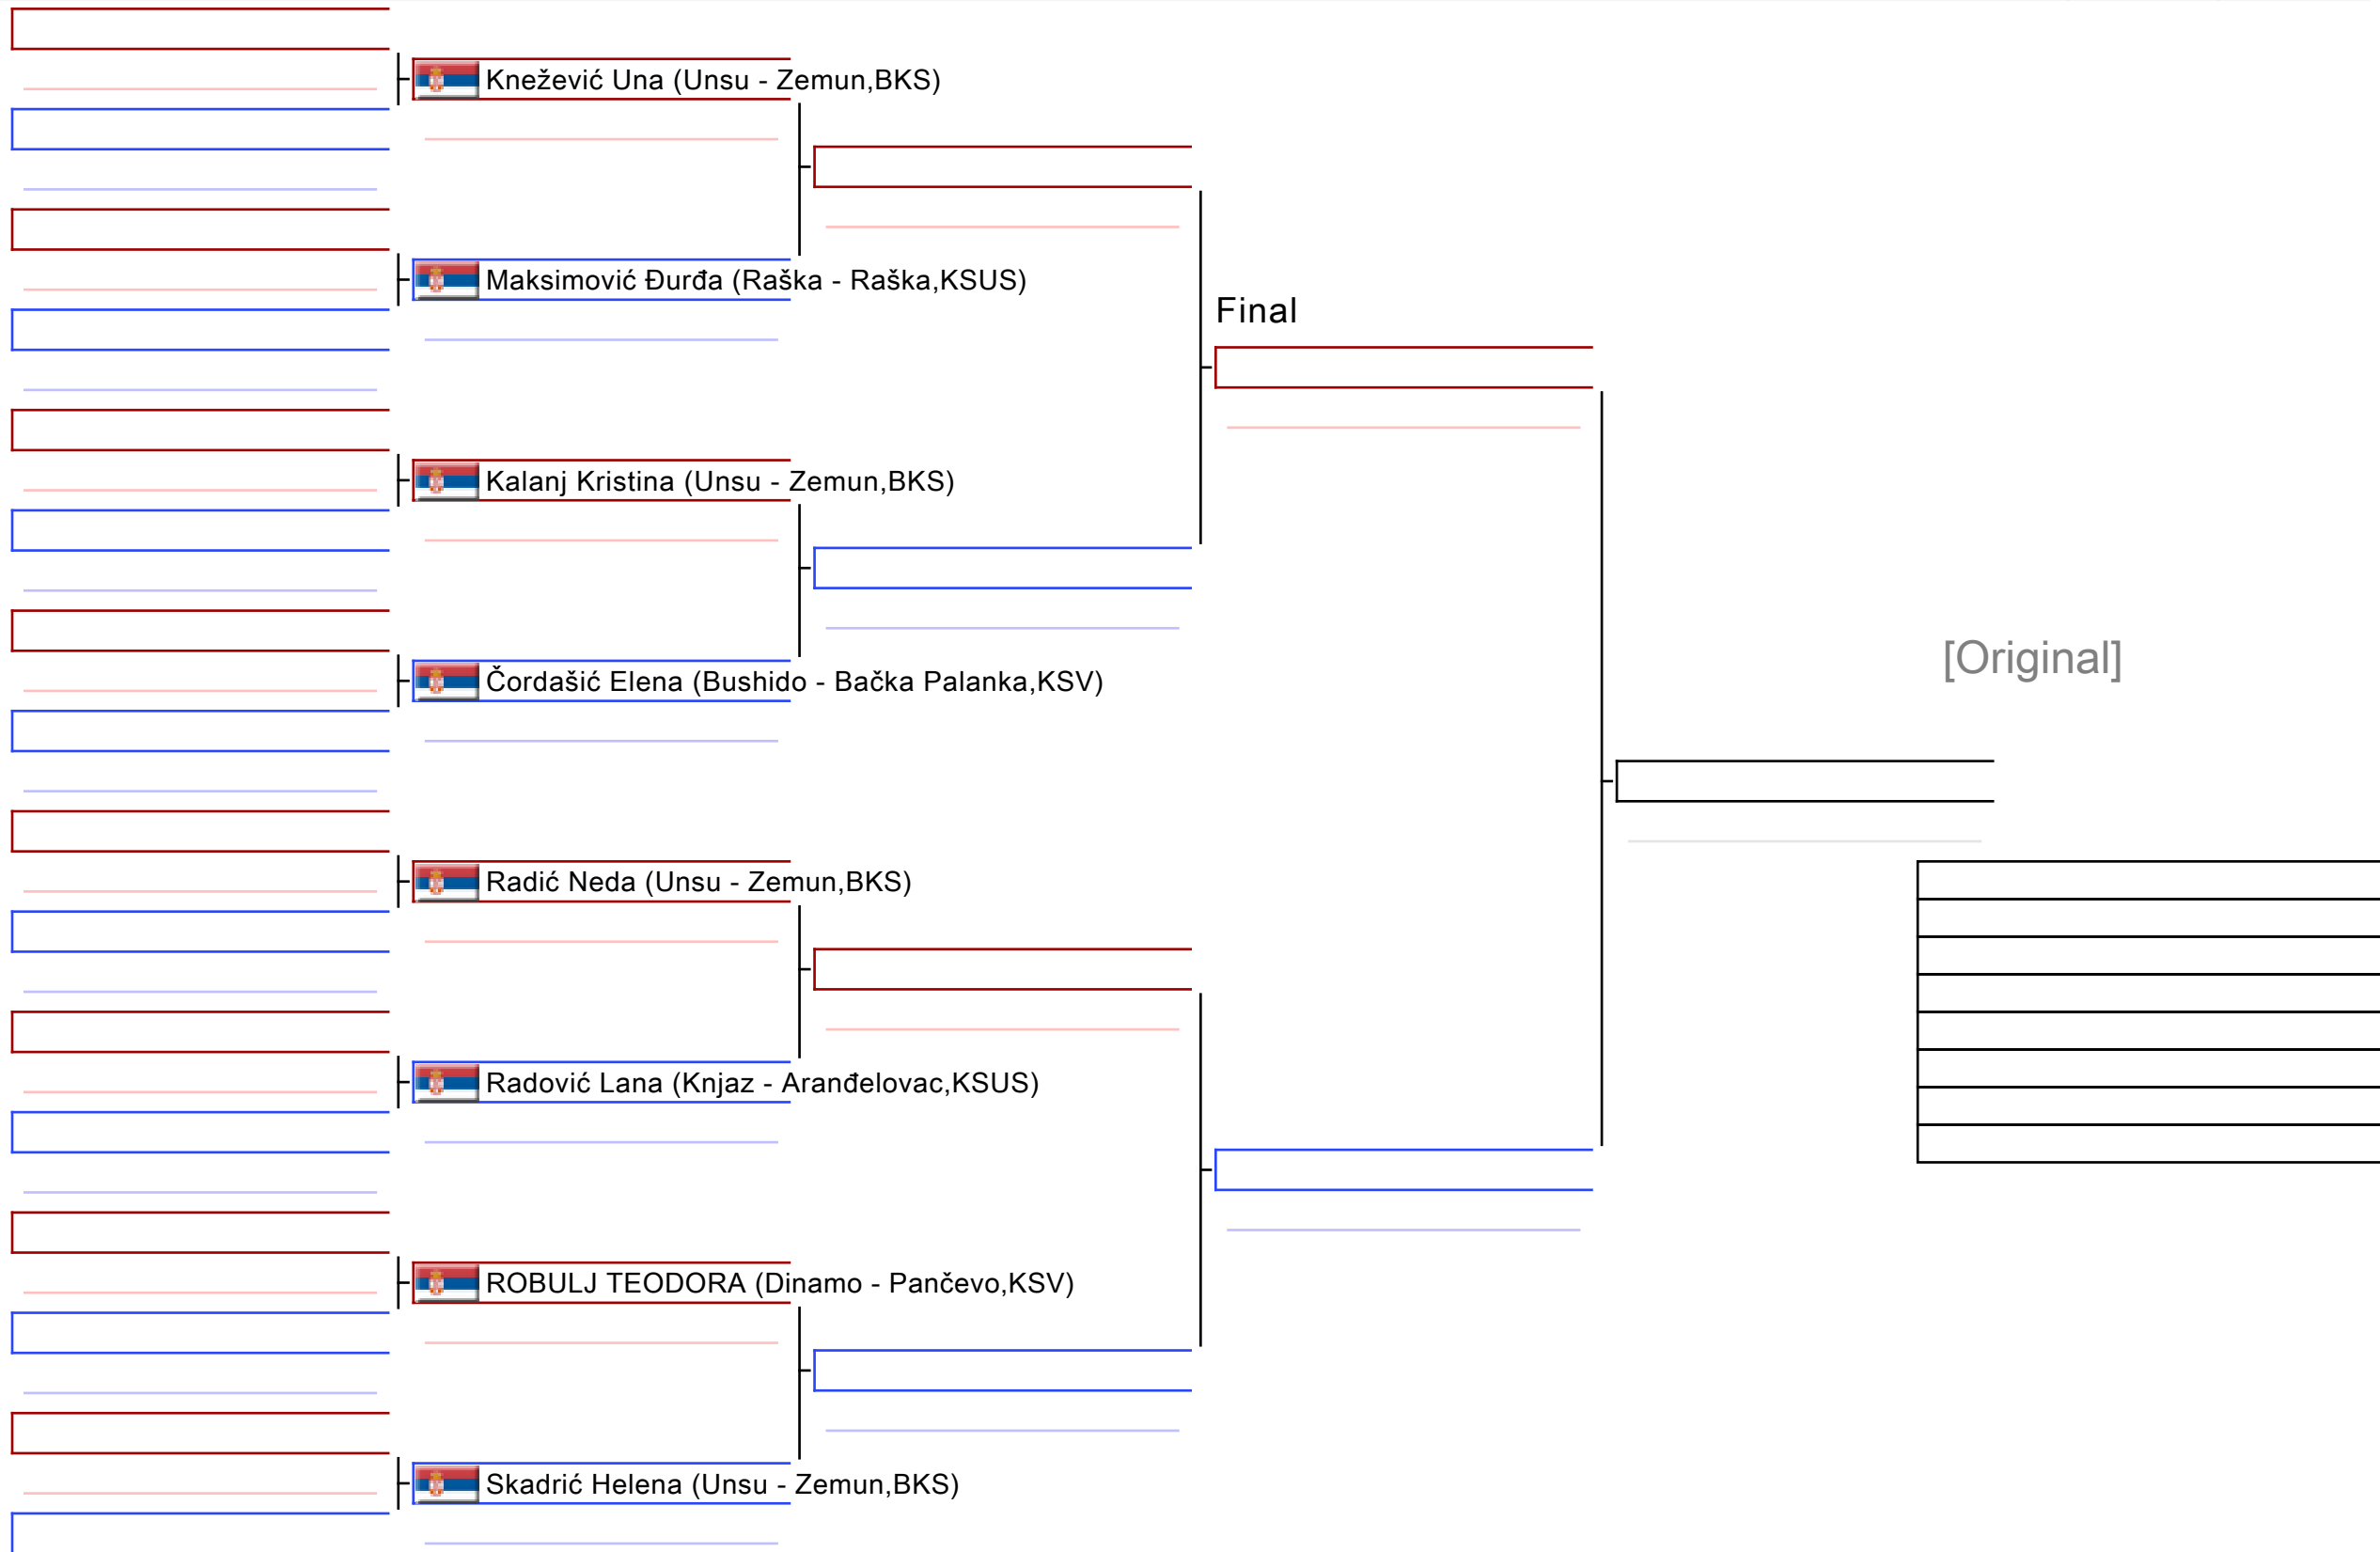 Knežević Una (Unsu - Zemun,BKS)
Maksimović Đurđa (Raška - Raška,KSUS)
Final
Kalanj Kristina (Unsu - Zemun,BKS)
[Original]
Čordašić Elena (Bushido - Bačka Palanka,KSV)
Radić Neda (Unsu - Zemun,BKS)
Radović Lana (Knjaz - Aranđelovac,KSUS)
ROBULJ TEODORA (Dinamo - Pančevo,KSV)
Skadrić Helena (Unsu - Zemun,BKS)